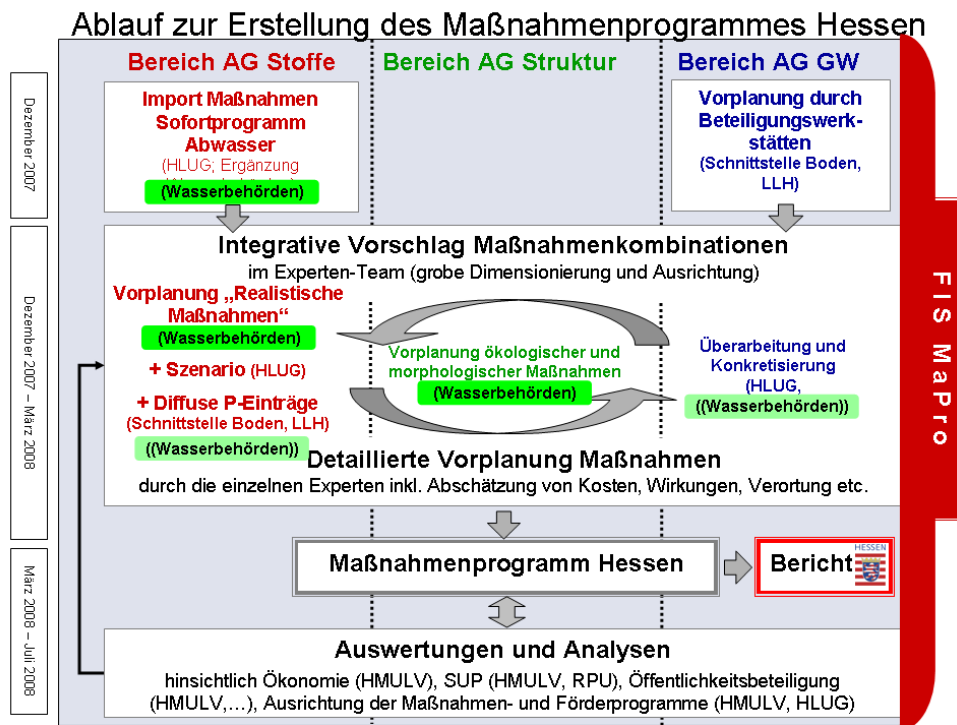 Ablauf zur Erstellung des Maßnahmenprogrammes Hessen
Bereich AG Stoffe
Bereich AG Struktur
Bereich AG GW
Dezember 2007
Import Maßnahmen
Sofortprogramm
Abwasser
(HLUG; Ergänzung
(Wasserbehörden)
Vorplanung durch
Beteiligungswerk-
stätten
(Schnittstelle Boden,
LLH)
Dezember 2007 – März 2008
Integrative Vorschlag Maßnahmenkombinationen
im Experten-Team (grobe Dimensionierung und Ausrichtung)
Vorplanung „Realistische
Maßnahmen“
(Wasserbehörden)
+ Szenario (HLUG)
+ Diffuse P-Einträge
(Schnittstelle Boden, LLH)
((Wasserbehörden))
Vorplanung ökologischer und
morphologischer Maßnahmen
(Wasserbehörden)
Überarbeitung und
Konkretisierung
(HLUG,
((Wasserbehörden))
Detaillierte Vorplanung Maßnahmen
durch die einzelnen Experten inkl. Abschätzung von Kosten, Wirkungen, Verortung etc.
FIS MaPro
März 2008 – Juli 2008
Maßnahmenprogramm Hessen
Bericht
HESSEN
Auswertungen und Analysen
hinsichtlich Ökonomie (HMULV), SUP (HMULV, RPU), Öffentlichkeitsbeteiligung
(HMULV,…), Ausrichtung der Maßnahmen- und Förderprogramme (HMULV, HLUG)